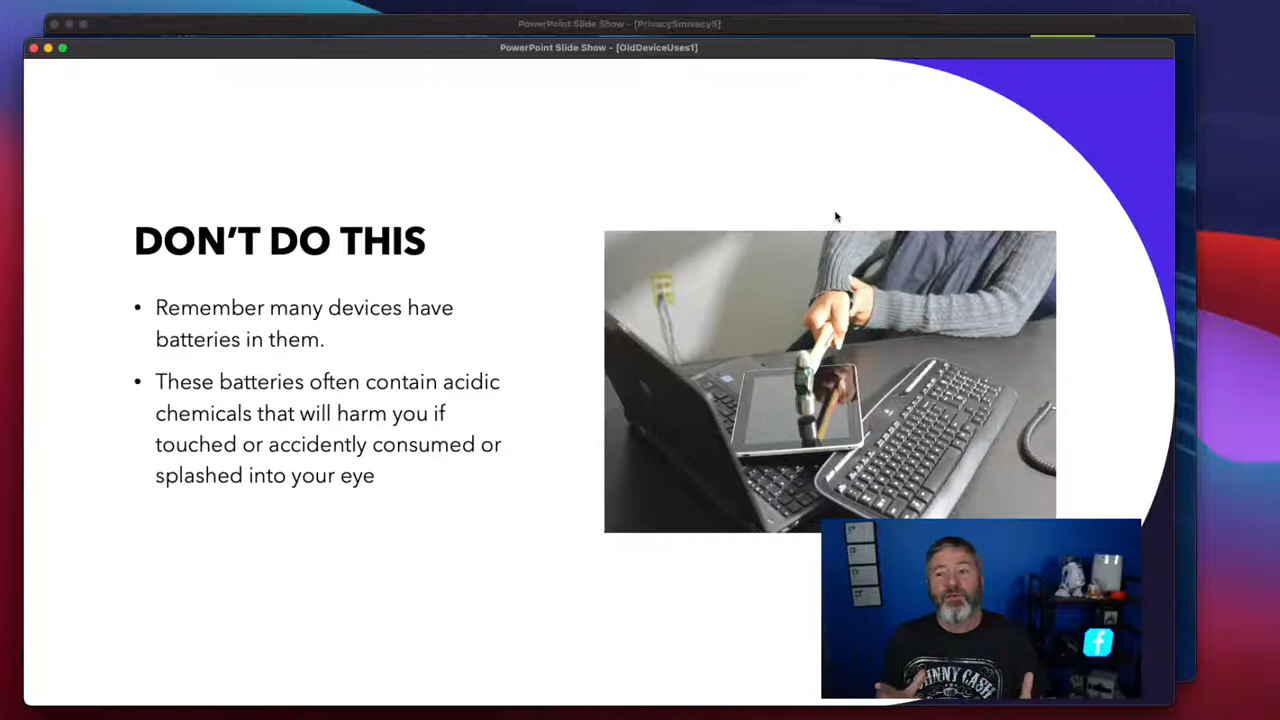 PowerPoint Slide Show - [Privacy5mivacy5]
PowerPoint Slide Show - [OldDeviceUses1]
DON'T DO THIS
• Remember many devices have
batteries in them.
• These batteries often contain acidic
chemicals that will harm you if
touched or accidently consumed or
splashed into your eye
JOHNNY CASH
f